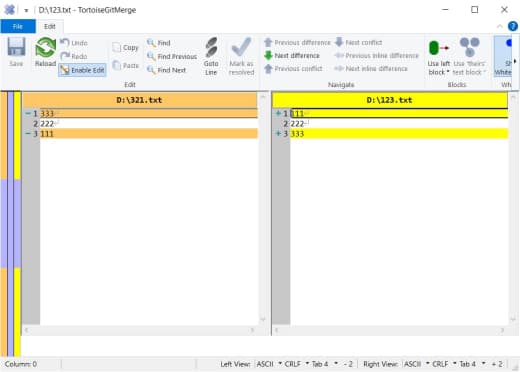 D:\123.txt - TortoiseGitMerge
File Edit
Save
Reload
Undo
Redo
Enable Edit
Copy
Paste
Find
Find Previous
Find Next
Goto Line
Mark as resolved
Edit
Previous difference
Next difference
Previous conflict
Next conflict
Previous inline difference
Next inline difference
Navigate
Use left block
Use 'theirs' text block
Blocks
White
D:\321.txt
1 333
2 222
3 111
D:\123.txt
1 111
2 222
3 333
Column: 0 Left View: ASCII CRLF Tab 4 - 2 Right View: ASCII CRLF Tab 4 + 2